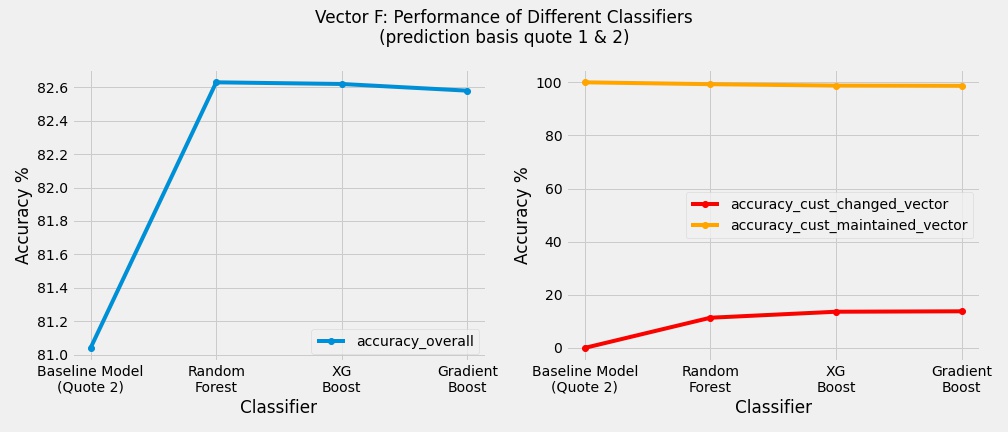 Vector F: Performance of Different Classifiers
(prediction basis quote 1 & 2)
Accuracy %
82.6
82.4
82.2
82.0
81.8
81.6
81.4
81.2
81.0
accuracy_overall
Baseline Model
(Quote 2)
Random
Forest
XG
Boost
Gradient
Boost
Classifier
Accuracy %
100
80
60
40
20
0
accuracy_cust_changed_vector
accuracy_cust_maintained_vector
Baseline Model
(Quote 2)
Random
Forest
XG
Boost
Gradient
Boost
Classifier